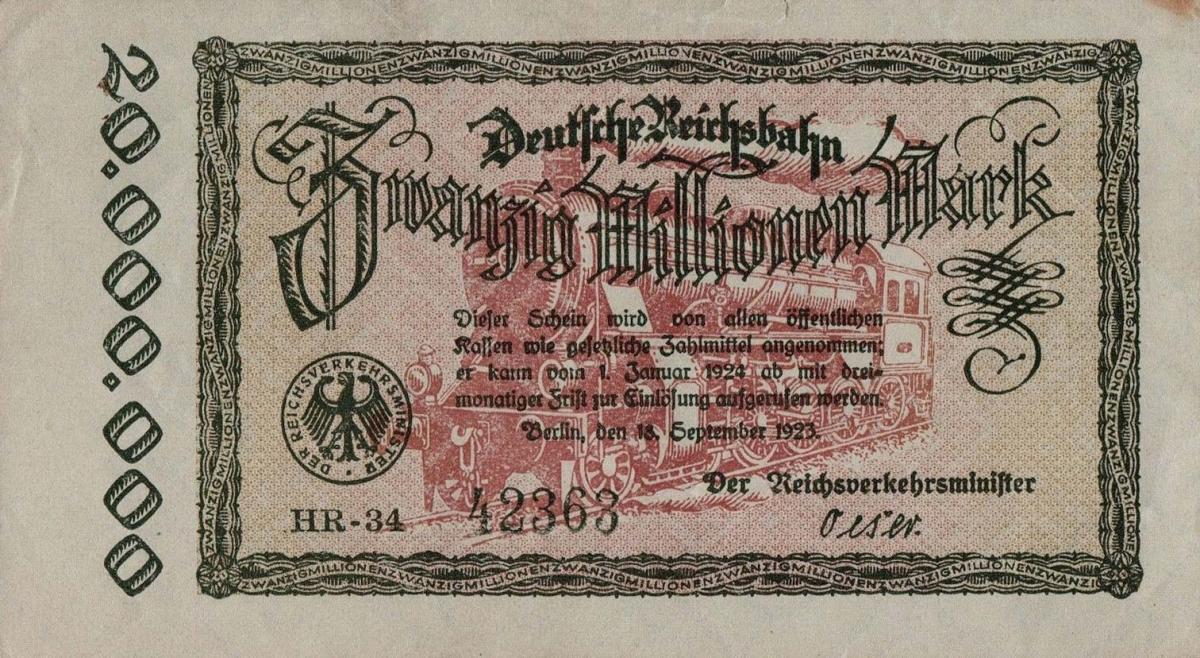 20.000.000
ZWANZIGMILLIONENZWANZIGMILLIONENZWANZIGMILLIONENZWANZIGMILLIONEN
Deutsche Reichsbahn
Zwanzig Millionen Mark
Dieser Schein wird von allen öffentlichen
Kassen wie gesetzliche Zahlmittel angenommen;
er kann vom 1. Januar 1924 ab mit drei-
monatiger Frist zur Einlösung aufgerufen werden.
Berlin, den 18. September 1923.
DER REICHSVERKEHRSMINISTER
Der Reichsverkehrsminister
HR-34 42363
Oeser.
ZWANZIGMILLIONENZWANZIGMILLIONENZWANZIGMILLIONENZWANZIGMILLIONEN